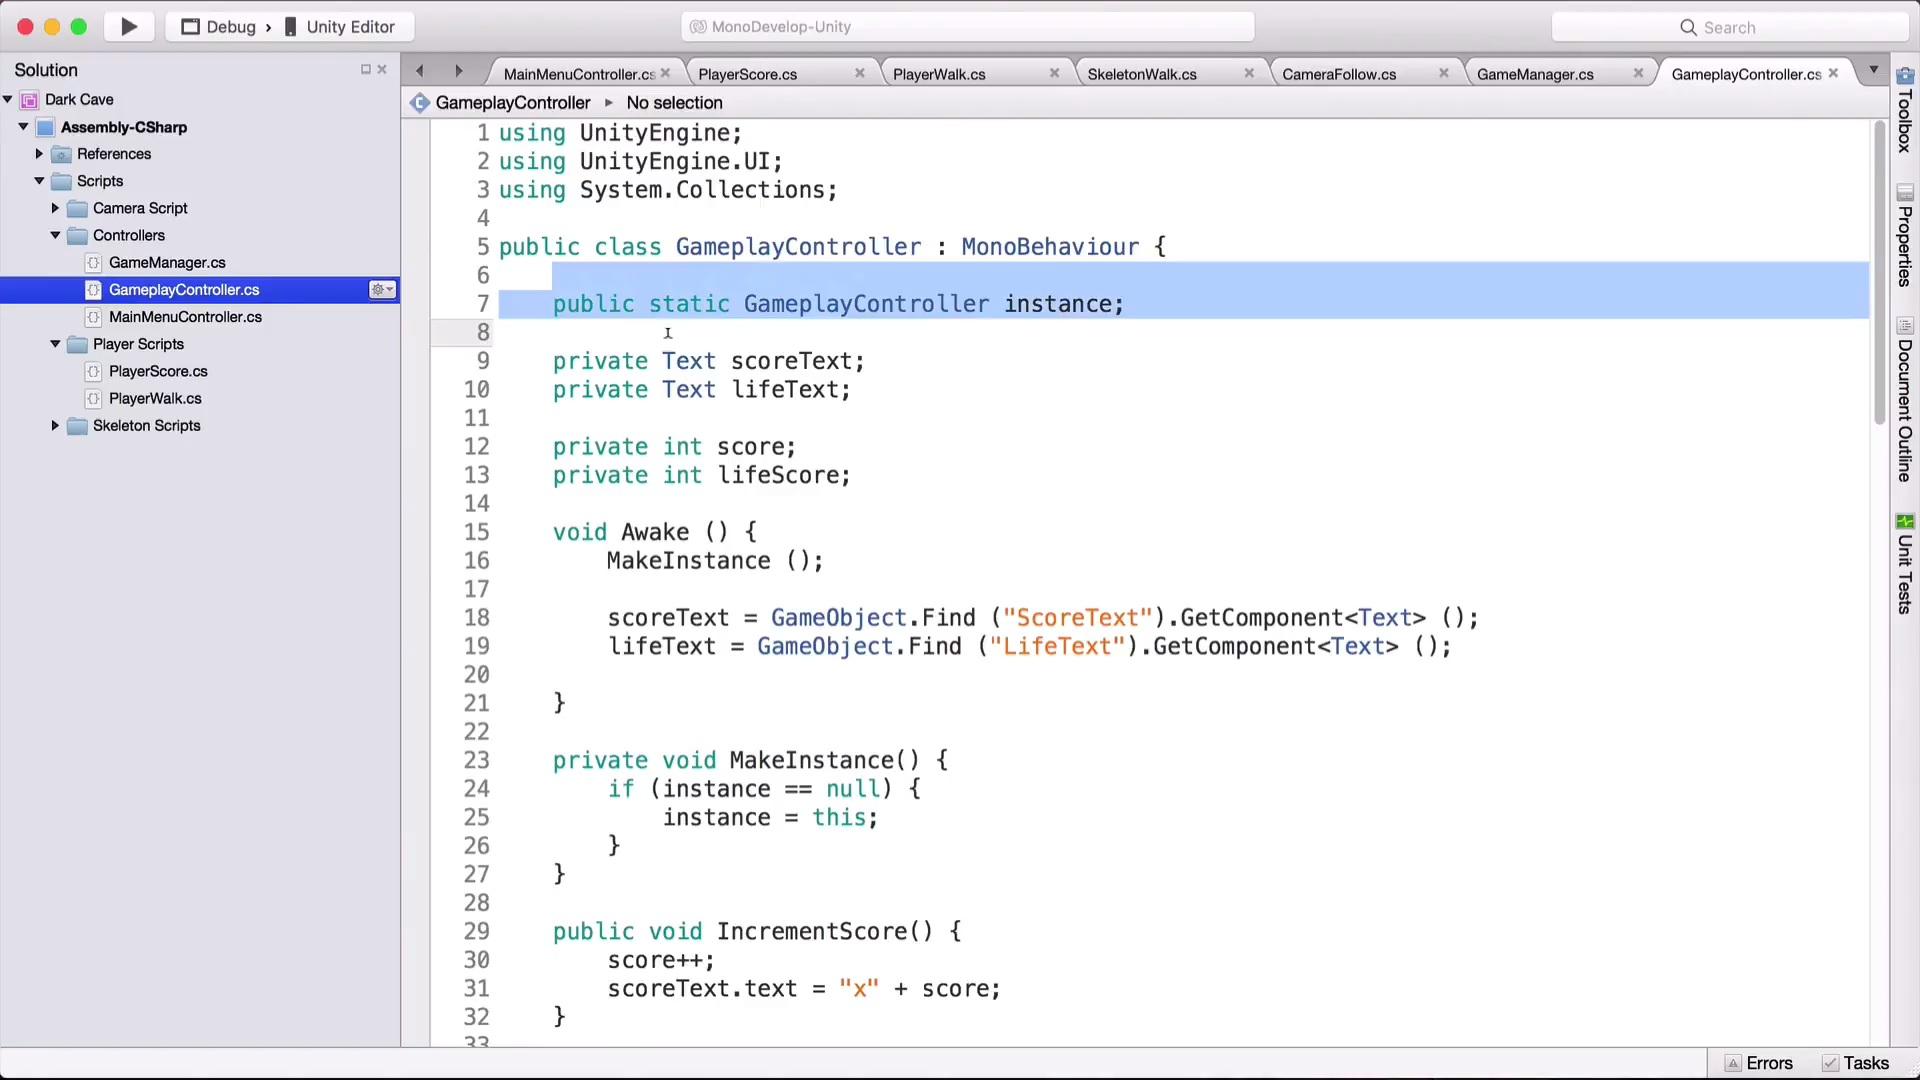 Debug › Unity Editor
MonoDevelop-Unity
Search
Solution
Dark Cave
Assembly-CSharp
References
Scripts
Camera Script
Controllers
GameManager.cs
GameplayController.cs
MainMenuController.cs
Player Scripts
PlayerScore.cs
PlayerWalk.cs
Skeleton Scripts
MainMenuController.cs PlayerScore.cs PlayerWalk.cs SkeletonWalk.cs CameraFollow.cs GameManager.cs GameplayController.cs
GameplayController ▸ No selection
1 using UnityEngine;
2 using UnityEngine.UI;
3 using System.Collections;
4
5 public class GameplayController : MonoBehaviour {
6
7 public static GameplayController instance;
8
9 private Text scoreText;
10 private Text lifeText;
11
12 private int score;
13 private int lifeScore;
14
15 void Awake () {
16 MakeInstance ();
17
18 scoreText = GameObject.Find ("ScoreText").GetComponent<Text> ();
19 lifeText = GameObject.Find ("LifeText").GetComponent<Text> ();
20
21 }
22
23 private void MakeInstance() {
24 if (instance == null) {
25 instance = this;
26 }
27 }
28
29 public void IncrementScore() {
30 score++;
31 scoreText.text = "x" + score;
32 }
33
Toolbox
Properties
Document Outline
Unit Tests
Errors Tasks